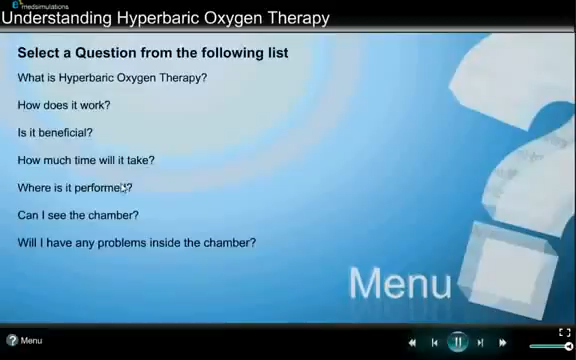 medsimulations
Understanding Hyperbaric Oxygen Therapy
Select a Question from the following list
What is Hyperbaric Oxygen Therapy?
How does it work?
Is it beneficial?
How much time will it take?
Where is it performed?
Can I see the chamber?
Will I have any problems inside the chamber?
Menu
? Menu